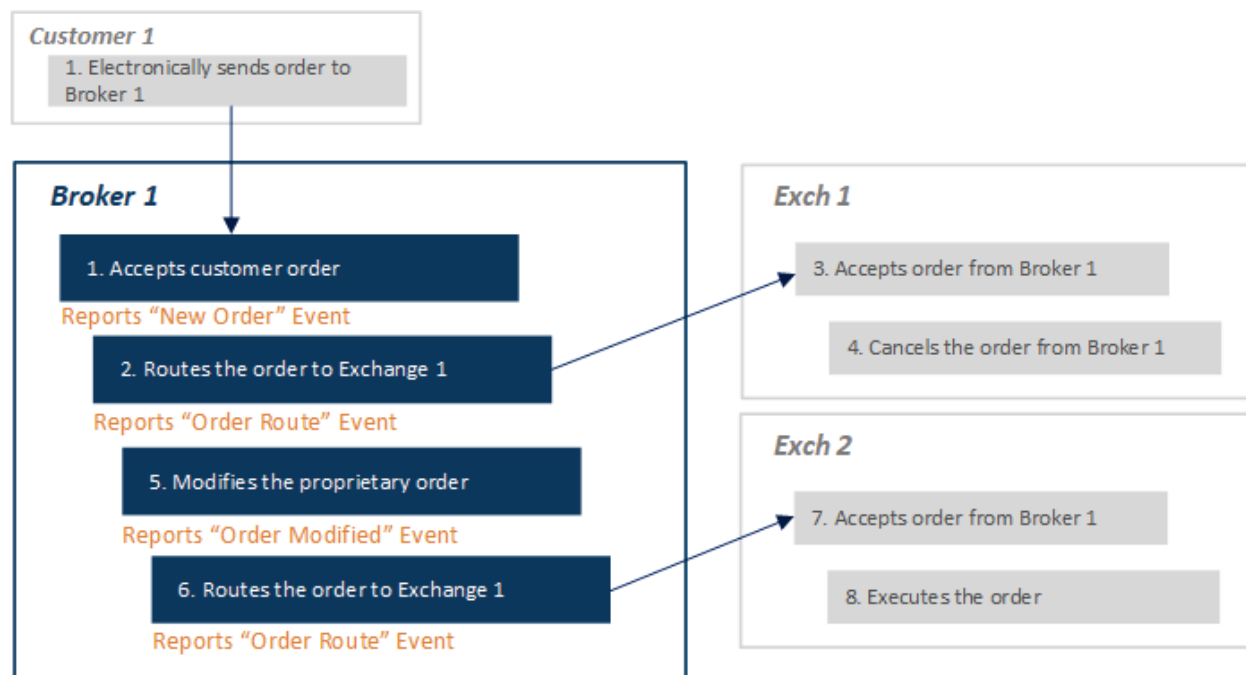 Customer 1
1. Electronically sends order to
Broker 1
Broker 1
1. Accepts customer order
Reports “New Order” Event
2. Routes the order to Exchange 1
Reports “Order Route” Event
5. Modifies the proprietary order
Reports “Order Modified” Event
6. Routes the order to Exchange 1
Reports “Order Route” Event
Exch 1
3. Accepts order from Broker 1
4. Cancels the order from Broker 1
Exch 2
7. Accepts order from Broker 1
8. Executes the order